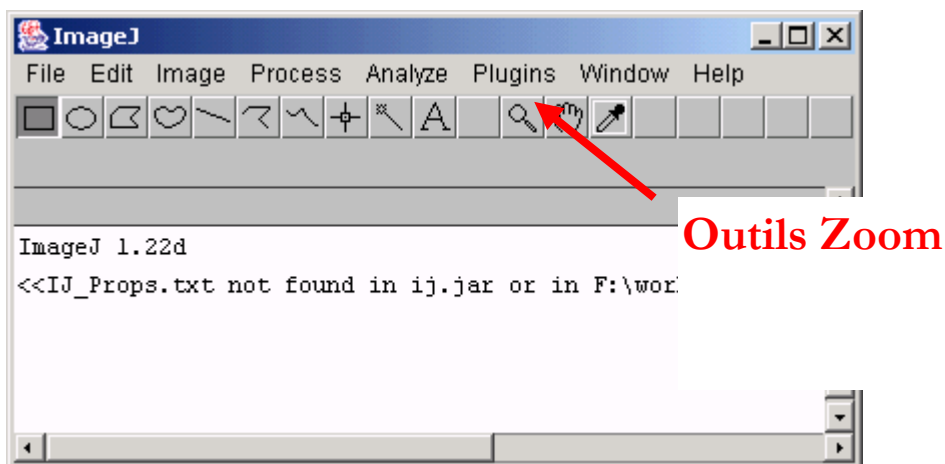 ImageJ
File Edit Image Process Analyze Plugins Window Help
A
Outils Zoom
ImageJ 1.22d
<<IJ_Props.txt not found in ij.jar or in F:\wor